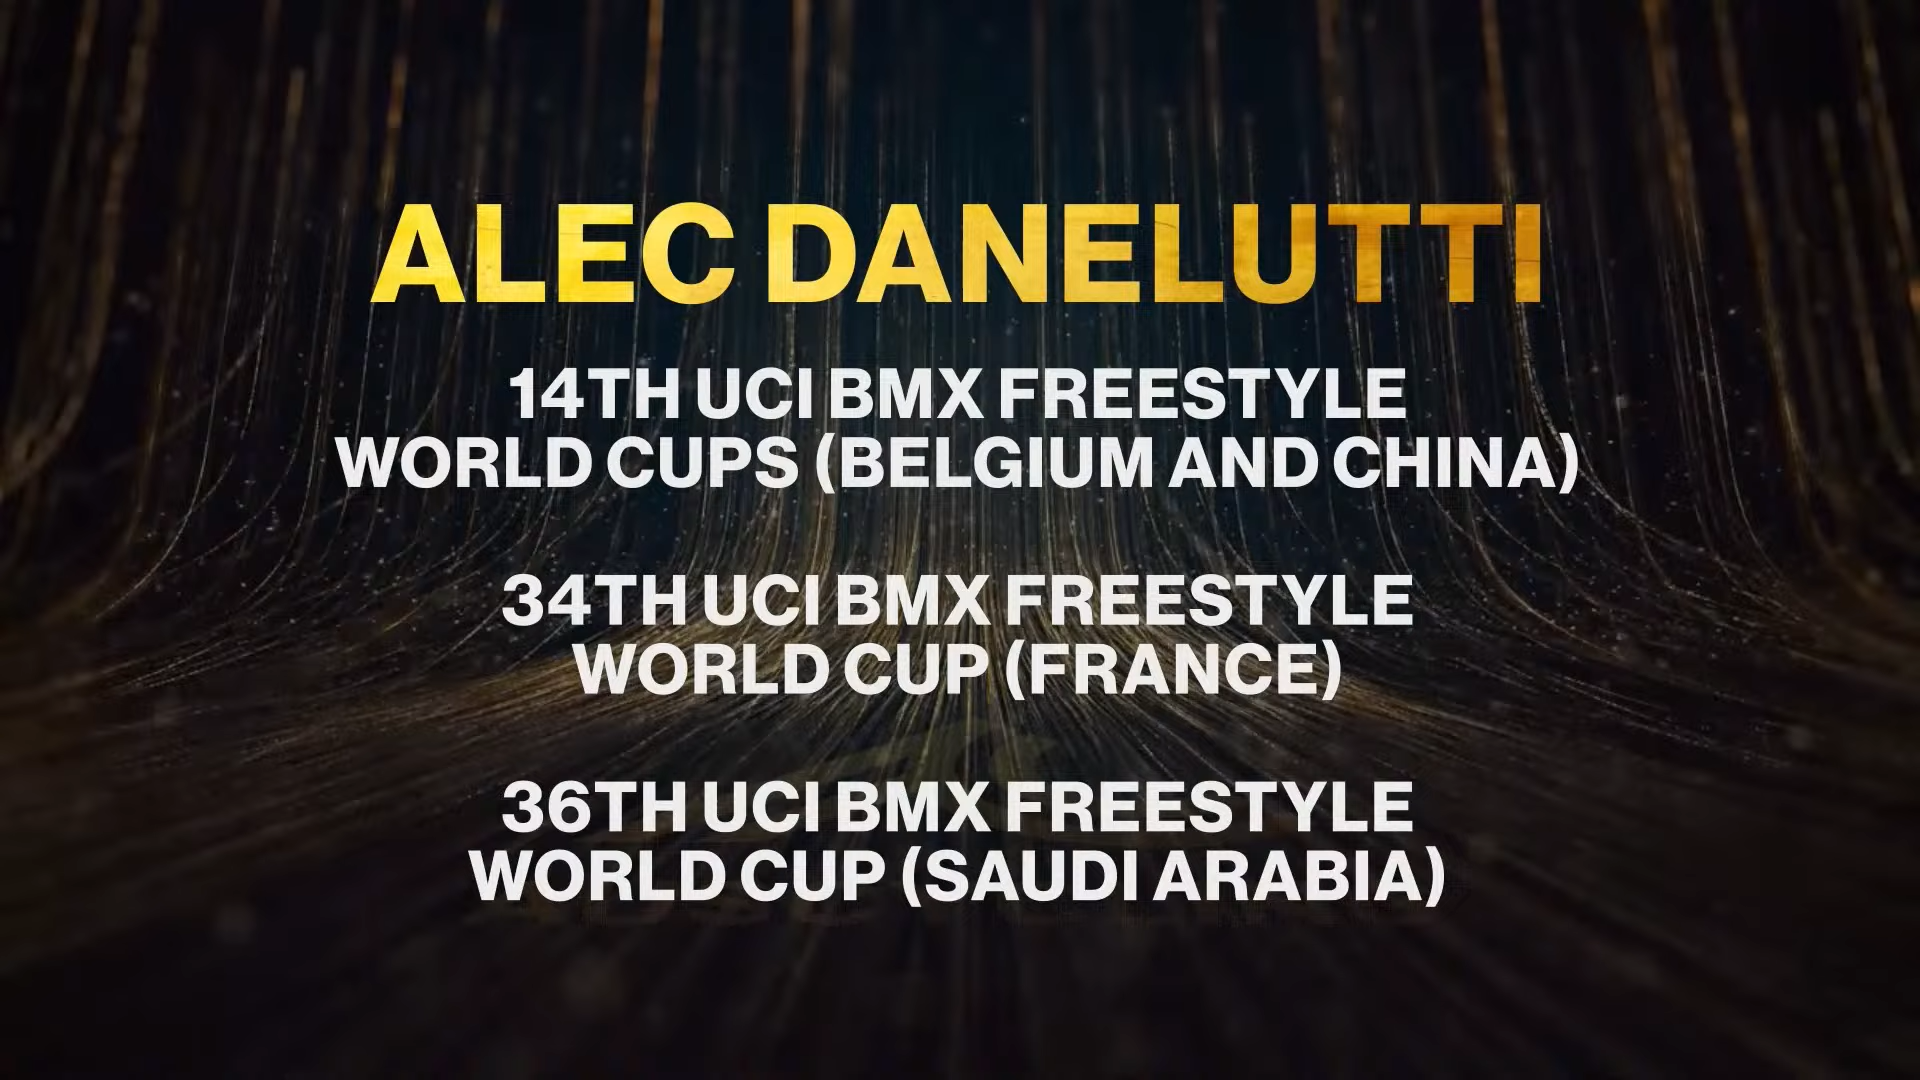 ALEC DANELUTTI
14TH UCI BMX FREESTYLE
WORLD CUPS (BELGIUM AND CHINA)
34TH UCI BMX FREESTYLE
WORLD CUP (FRANCE)
36TH UCI BMX FREESTYLE
WORLD CUP (SAUDI ARABIA)